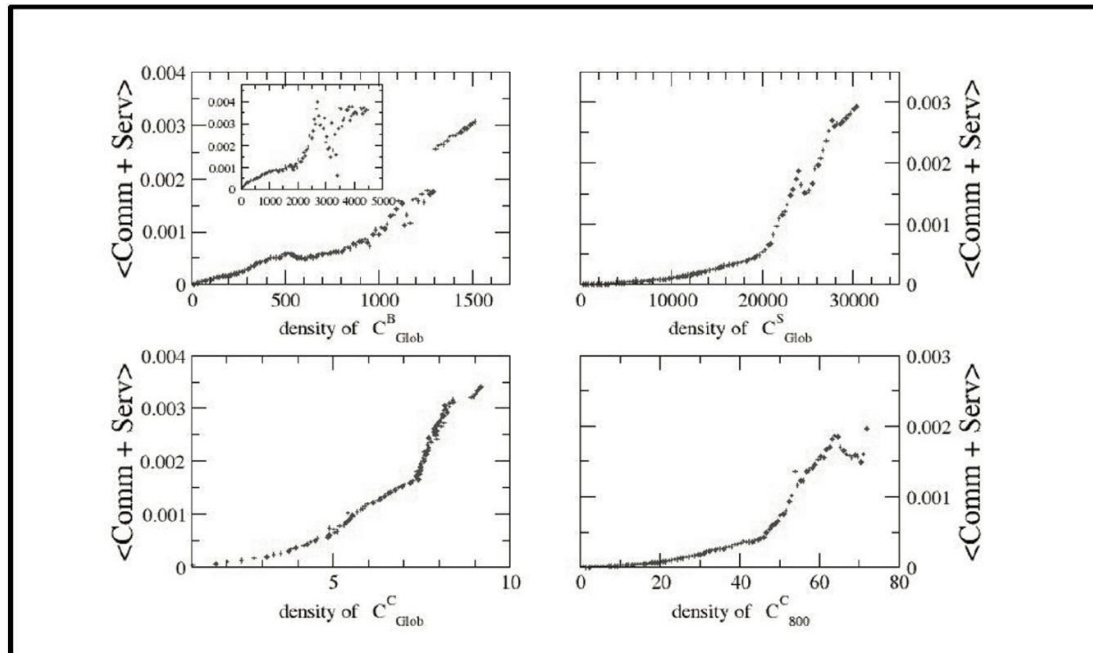 <Comm + Serv>
0.004
0.003
0.002
0.001
0
0.004
0.003
0.002
0.001
0
0 1000 2000 3000 4000 5000
0 500 1000 1500
density of C^B_Glob
<Comm + Serv>
0.003
0.002
0.001
0
0 10000 20000 30000
density of C^S_Glob
<Comm + Serv>
0.004
0.003
0.002
0.001
0
5 10
density of C^C_Glob
<Comm + Serv>
0.003
0.002
0.001
0
0 20 40 60 80
density of C^C_800